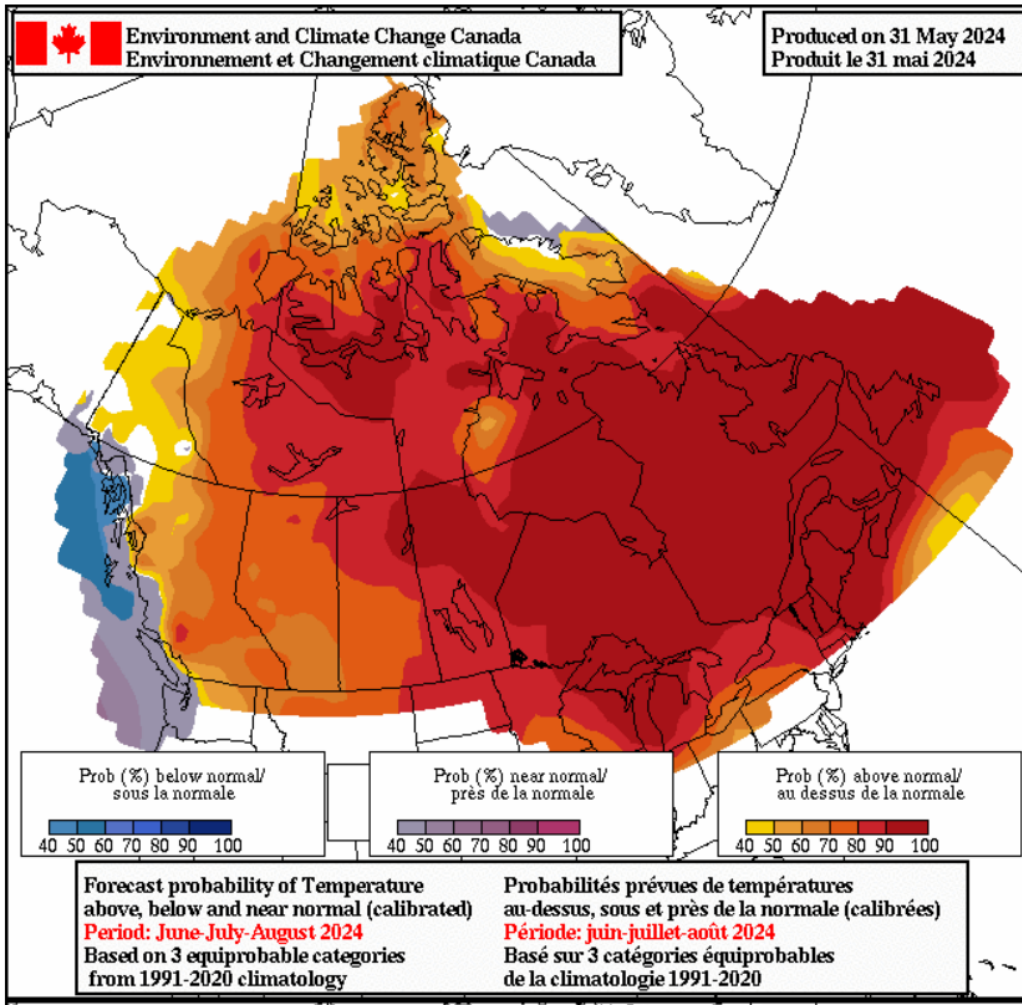 Environment and Climate Change Canada
Environnement et Changement climatique Canada
Produced on 31 May 2024
Produit le 31 mai 2024
Prob (%) below normal/
sous la normale
40 50 60 70 80 90 100
Prob (%) near normal/
près de la normale
40 50 60 70 80 90 100
Prob (%) above normal/
au dessus de la normale
40 50 60 70 80 90 100
Forecast probability of Temperature
above, below and near normal (calibrated)
Period: June-July-August 2024
Based on 3 equiprobable categories
from 1991-2020 climatology
Probabilités prévues de températures
au-dessus, sous et près de la normale (calibrées)
Période: juin-juillet-août 2024
Basé sur 3 catégories équiprobables
de la climatologie 1991-2020